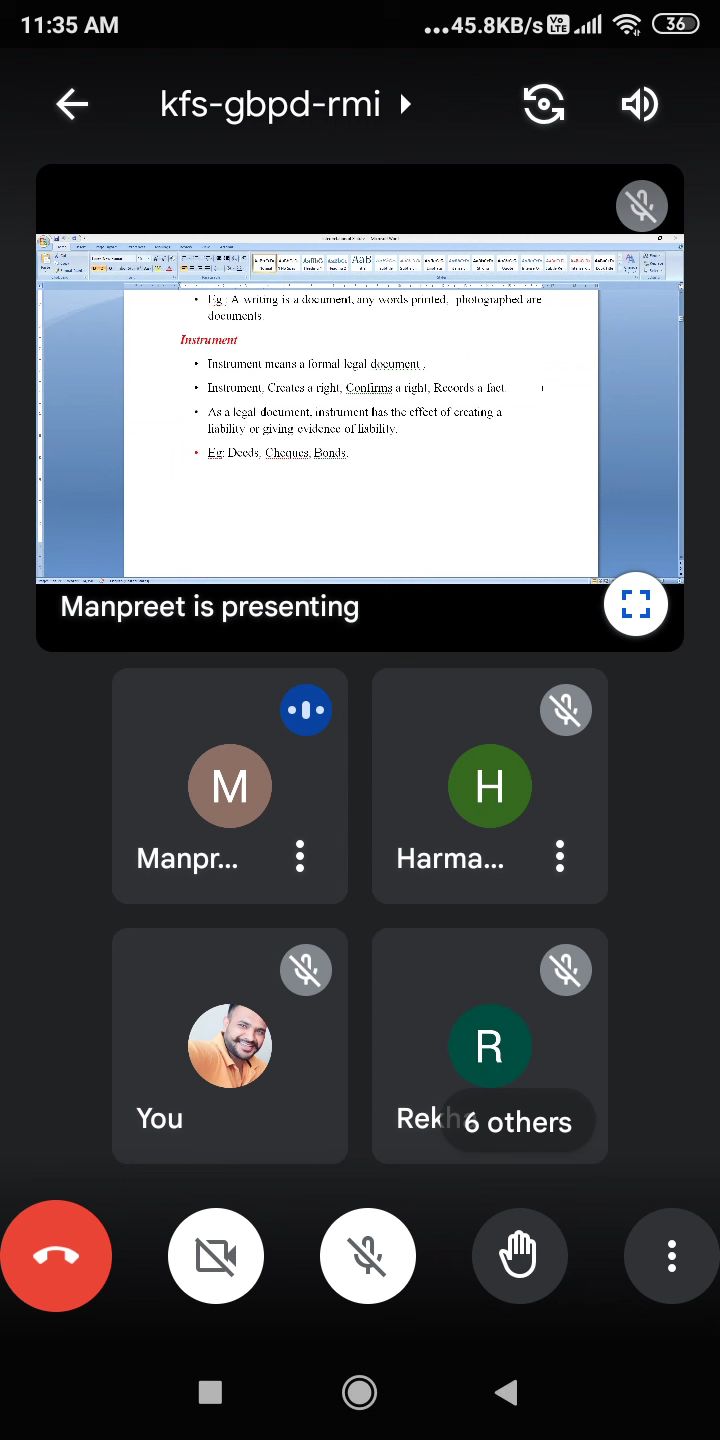 11:35 AM
...45.8KB/s Vo LTE 36
kfs-gbpd-rmi
• Eg ; A writing is a document, any words printed, photographed are
documents.
Instrument
• Instrument means a formal legal document .
• Instrument, Creates a right, Confirms a right, Records a fact.
• As a legal document, instrument has the effect of creating a
liability or giving evidence of liability.
• Eg: Deeds, Cheques, Bonds.
Manpreet is presenting
M
Manpr...
H
Harma...
You
R
6 others